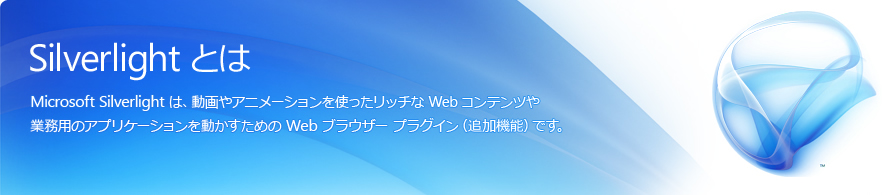 Silverlight とは
Microsoft Silverlight は、動画やアニメーションを使ったリッチな Web コンテンツや
業務用のアプリケーションを動かすための Web ブラウザー プラグイン（追加機能）です。
™